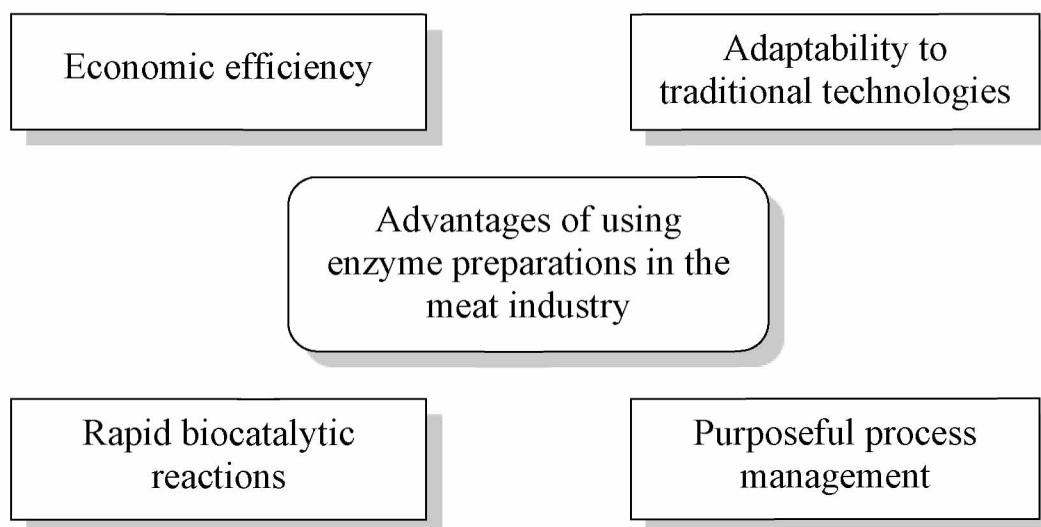 Economic efficiency
Adaptability to
traditional technologies
Advantages of using
enzyme preparations in the
meat industry
Rapid biocatalytic
reactions
Purposeful process
management